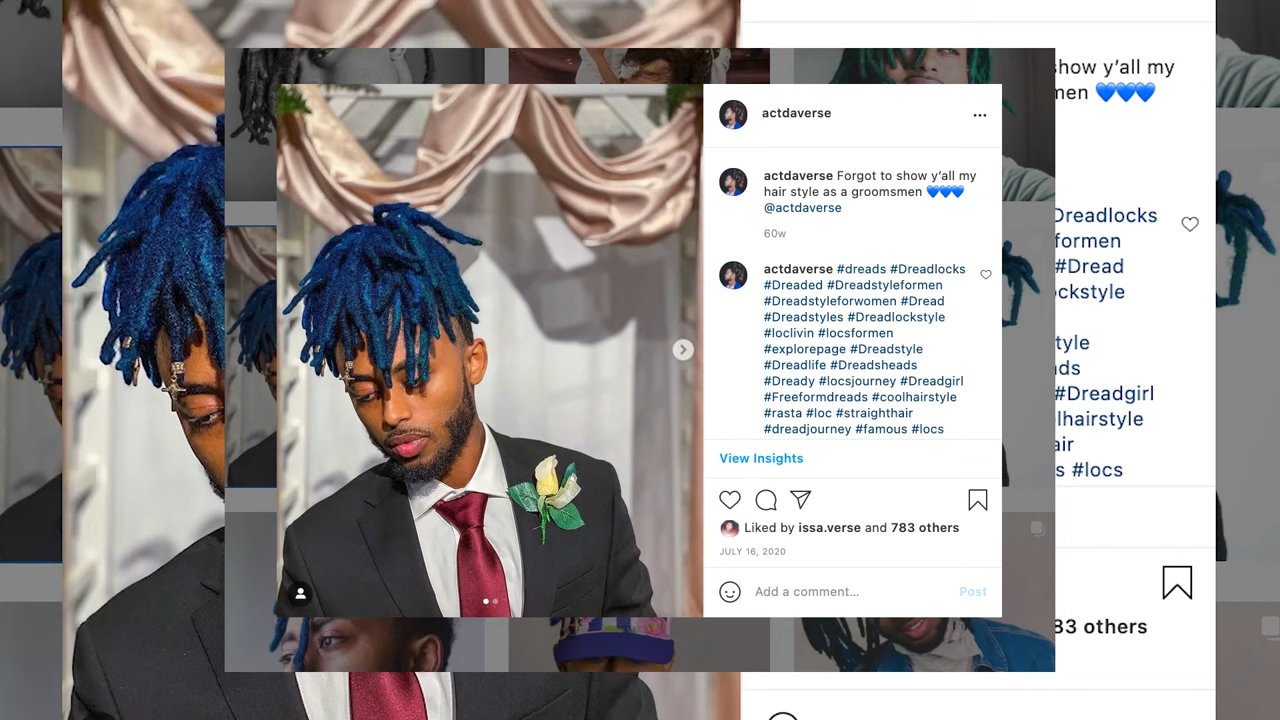 actdaverse
actdaverse Forgot to show y’all my
hair style as a groomsmen 💙💙💙
@actdaverse
60w
actdaverse #dreads #Dreadlocks
#Dreaded #Dreadstyleformen
#Dreadstyleforwomen #Dread
#Dreadstyles #Dreadlockstyle
#loclivin #locsformen
#explorepage #Dreadstyle
#Dreadlife #Dreadsheads
#Dready #locsjourney #Dreadgirl
#Freeformdreads #coolhairstyle
#rasta #loc #straighthair
#dreadjourney #famous #locs
View Insights
Liked by issa.verse and 783 others
JULY 16, 2020
Add a comment…
Post
show y’all my
men 💙💙💙
Dreadlocks
formen
#Dread
ockstyle
tyle
ds
#Dreadgirl
lhairstyle
air
s #locs
83 others